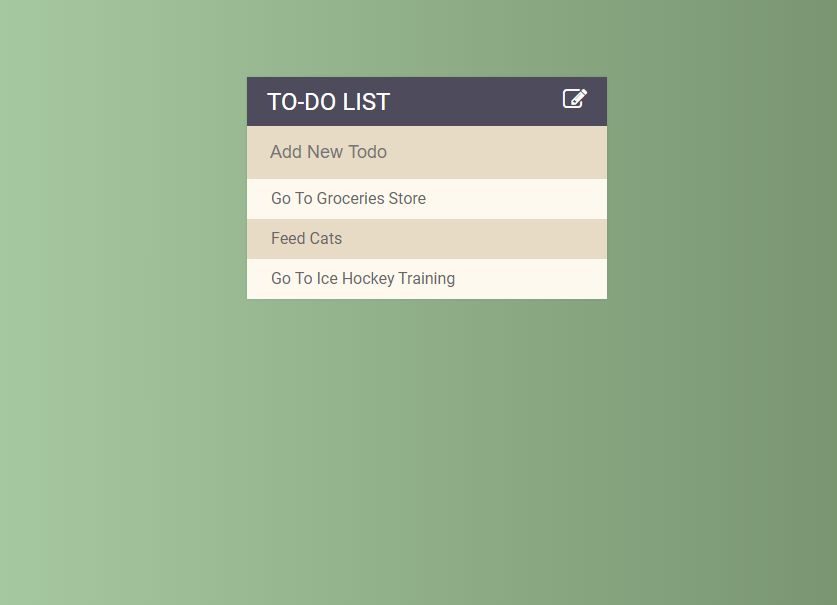 TO-DO LIST
Add New Todo
Go To Groceries Store
Feed Cats
Go To Ice Hockey Training